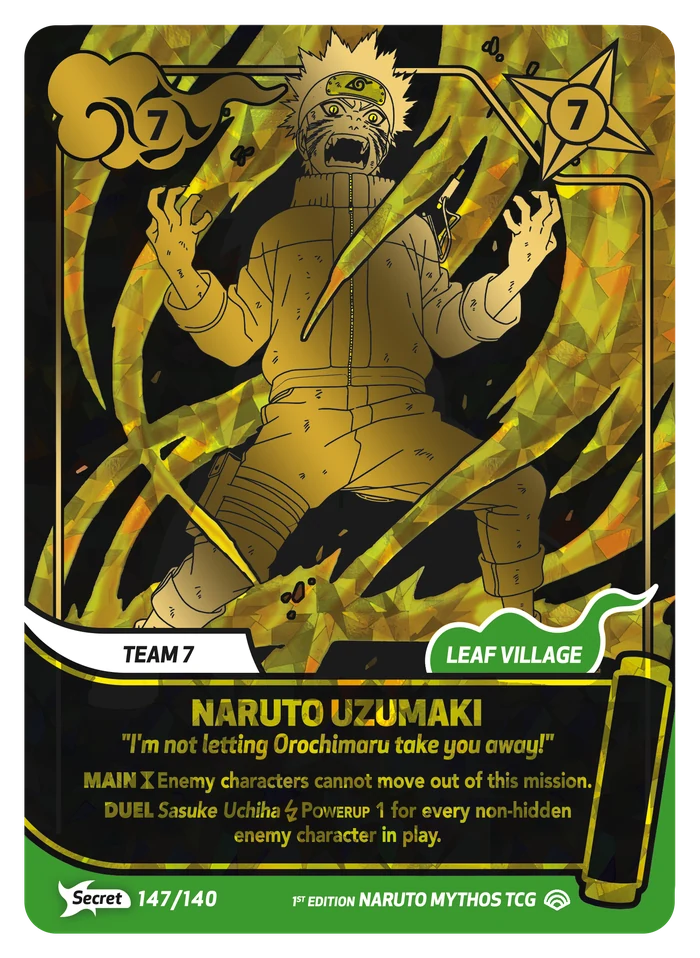 7
7
TEAM 7
LEAF VILLAGE
NARUTO UZUMAKI
"I'm not letting Orochimaru take you away!"
MAIN Enemy characters cannot move out of this mission.
DUEL Sasuke Uchiha POWERUP 1 for every non-hidden
enemy character in play.
Secret 147/140
1ST EDITION NARUTO MYTHOS TCG